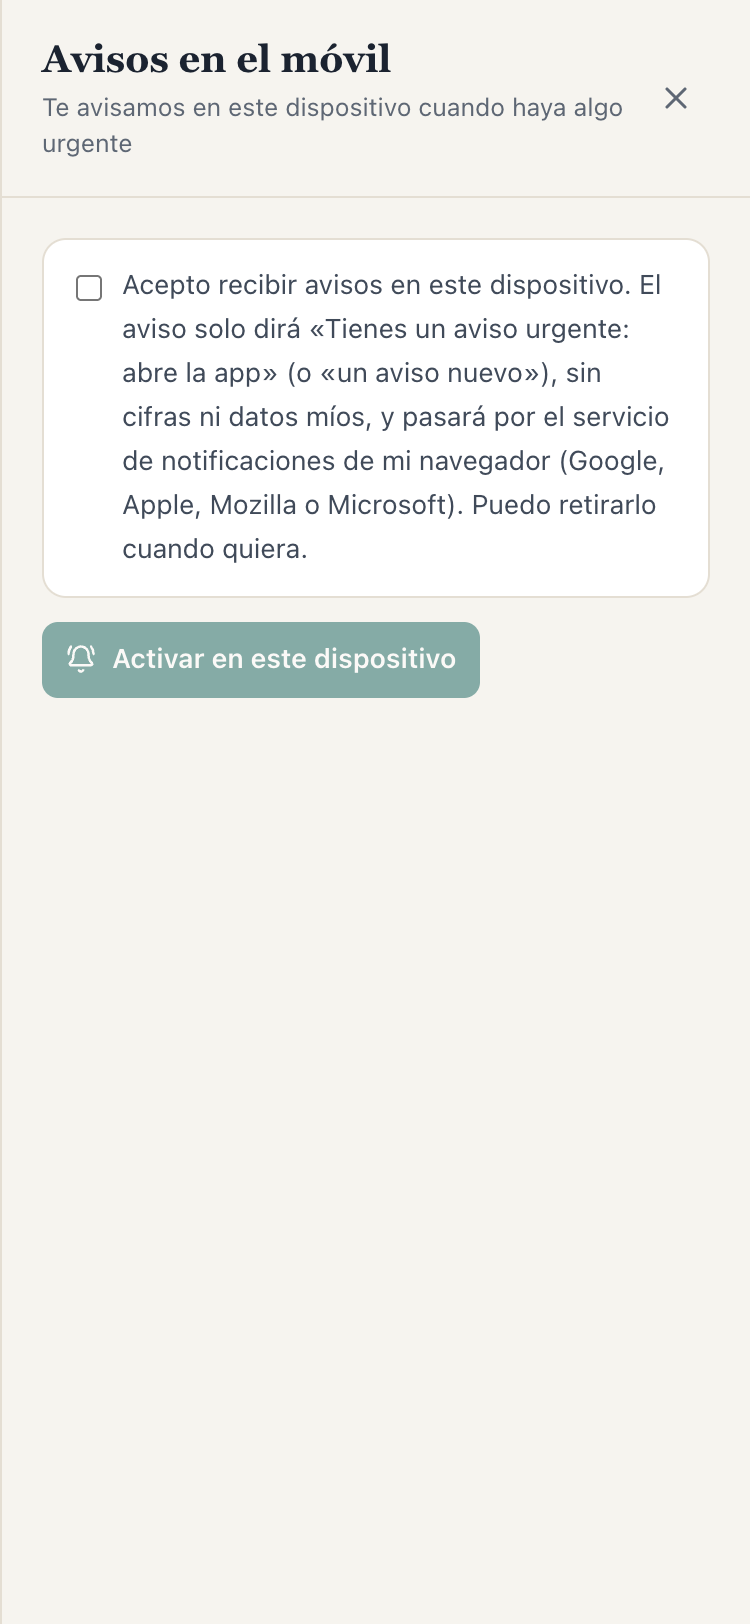 Avisos en el móvil
Te avisamos en este dispositivo cuando haya algo
urgente
Acepto recibir avisos en este dispositivo. El
aviso solo dirá «Tienes un aviso urgente:
abre la app» (o «un aviso nuevo»), sin
cifras ni datos míos, y pasará por el servicio
de notificaciones de mi navegador (Google,
Apple, Mozilla o Microsoft). Puedo retirarlo
cuando quiera.
Activar en este dispositivo